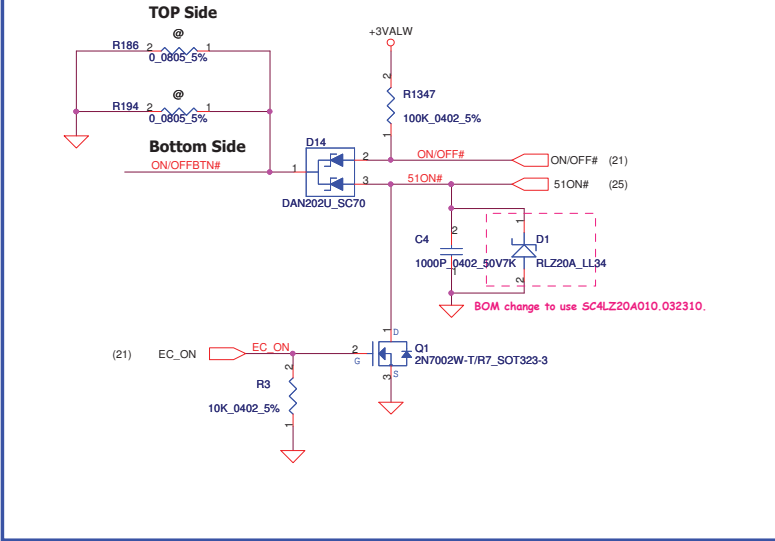 TOP Side
@
R186 2 1
0_0805_5%
@
R194 2 1
0_0805_5%
Bottom Side
ON/OFFBTN#
+3VALW
2
R1347
100K_0402_5%
1
D14
1 2 ON/OFF# ON/OFF# (21)
3 51ON# 51ON# (25)
DAN202U_SC70
2
C4
1000P_0402_50V7K
1
1
D1
RLZ20A_LL34
2
BOM change to use SC4LZ20A010,032310.
(21) EC_ON EC_ON 2 G
1 D
Q1
2N7002W-T/R7_SOT323-3
3 S
2
R3
10K_0402_5%
1